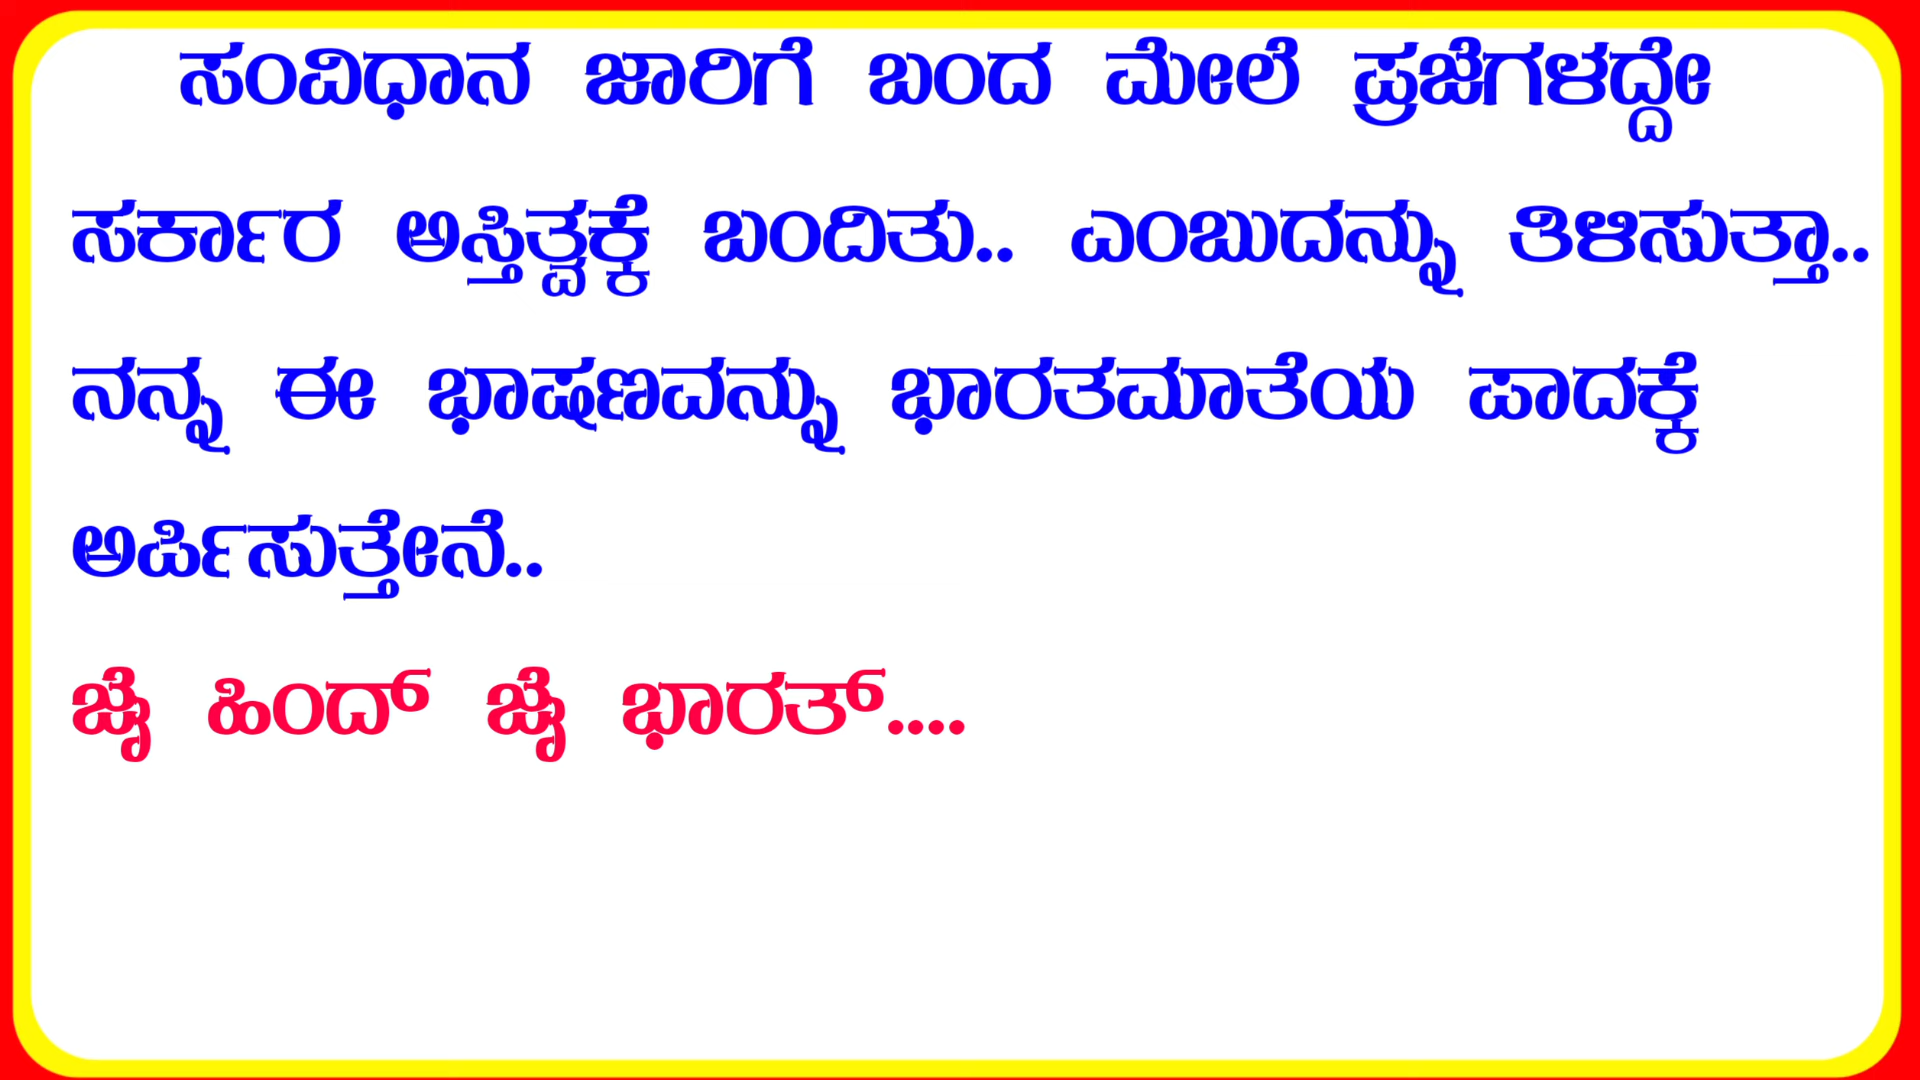 ಸಂವಿಧಾನ ಜಾರಿಗೆ ಬಂದ ಮೇಲೆ ಪ್ರಜೆಗಳದ್ದೇ
ಸರ್ಕಾರ ಅಸ್ತಿತ್ವಕ್ಕೆ ಬಂದಿತು.. ಎಂಬುದನ್ನು ತಿಳಿಸುತ್ತಾ..
ನನ್ನ ಈ ಭಾಷಣವನ್ನು ಭಾರತಮಾತೆಯ ಪಾದಕ್ಕೆ
ಅರ್ಪಿಸುತ್ತೇನೆ..
ಜೈ ಹಿಂದ್ ಜೈ ಭಾರತ್....